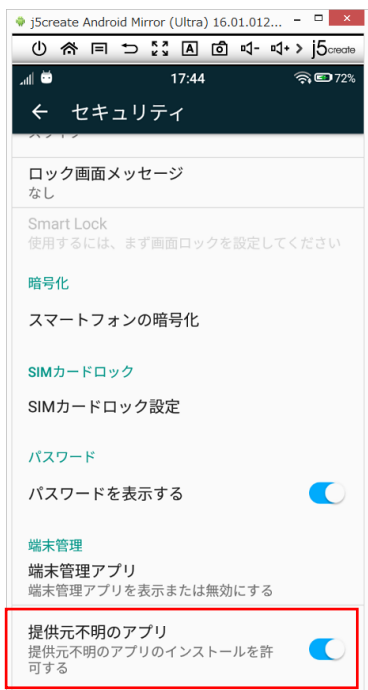 j5create Android Mirror (Ultra) 16.01.012...
j5create
17:44
72%
セキュリティ
ロック画面メッセージ
なし
Smart Lock
使用するには、まず画面ロックを設定してください
暗号化
スマートフォンの暗号化
SIMカードロック
SIMカードロック設定
パスワード
パスワードを表示する
端末管理
端末管理アプリ
端末管理アプリを表示または無効にする
提供元不明のアプリ
提供元不明のアプリのインストールを許
可する